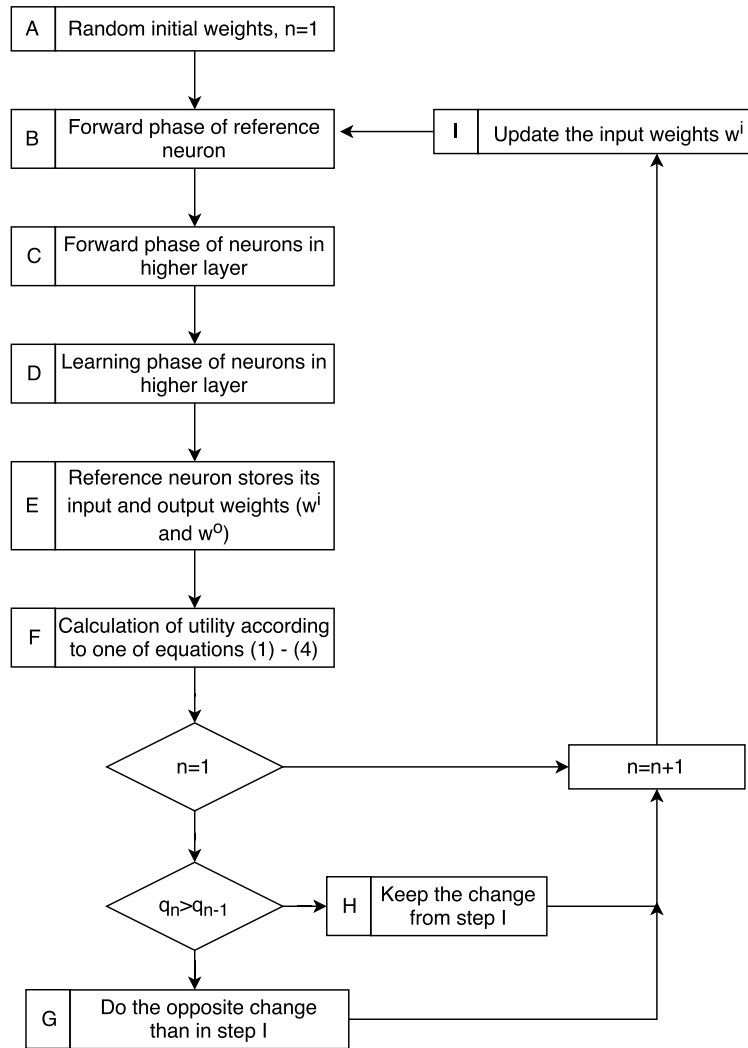 A
Random initial weights, n=1
B
Forward phase of reference
neuron
I
Update the input weights wⁱ
C
Forward phase of neurons in
higher layer
D
Learning phase of neurons in
higher layer
E
Reference neuron stores its
input and output weights (wⁱ
and wᵒ)
F
Calculation of utility according
to one of equations (1) - (4)
n=1
n=n+1
qₙ>qₙ₋₁
H
Keep the change
from step I
G
Do the opposite change
than in step I